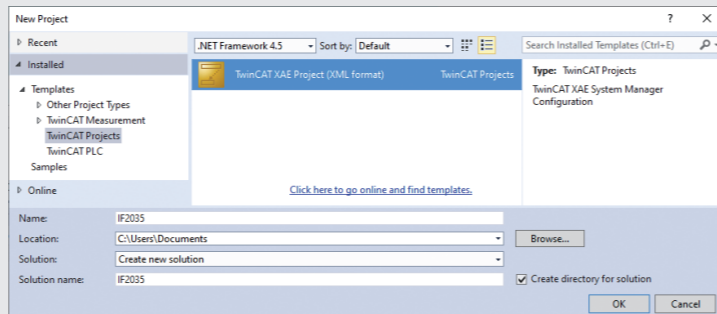 New Project
? X
Recent
.NET Framework 4.5 Sort by: Default
Search Installed Templates (Ctrl+E)
Installed
TwinCAT XAE Project (XML format) TwinCAT Projects
Type: TwinCAT Projects
TwinCAT XAE System Manager
Configuration
Templates
Other Project Types
TwinCAT Measurement
TwinCAT Projects
TwinCAT PLC
Samples
Online
Click here to go online and find templates.
Name: IF2035
Location: C:\Users\Documents
Browse...
Solution: Create new solution
Solution name: IF2035
Create directory for solution
OK Cancel